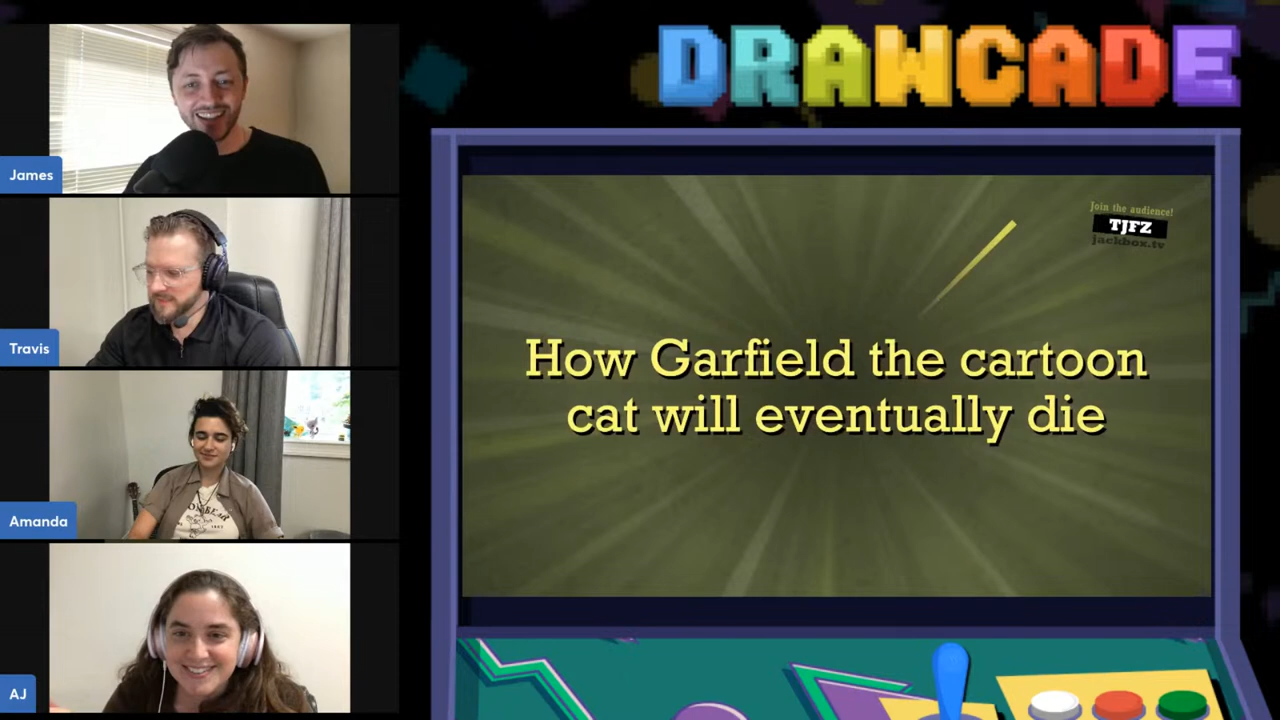 DRAWCADE
James
Join the audience!
TJFZ
jackbox.tv
How Garfield the cartoon
cat will eventually die
Travis
Amanda
AJ